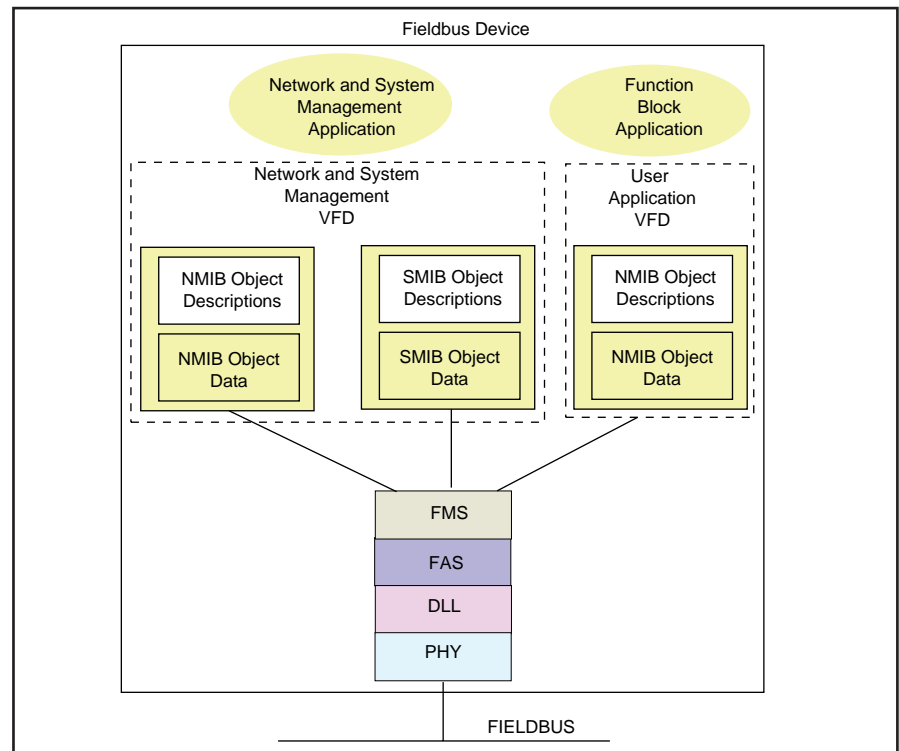 Fieldbus Device
Network and System
Management
Application
Function
Block
Application
Network and System
Management
VFD
User
Application
VFD
NMIB Object
Descriptions
NMIB Object
Data
SMIB Object
Descriptions
SMIB Object
Data
NMIB Object
Descriptions
NMIB Object
Data
FMS
FAS
DLL
PHY
FIELDBUS